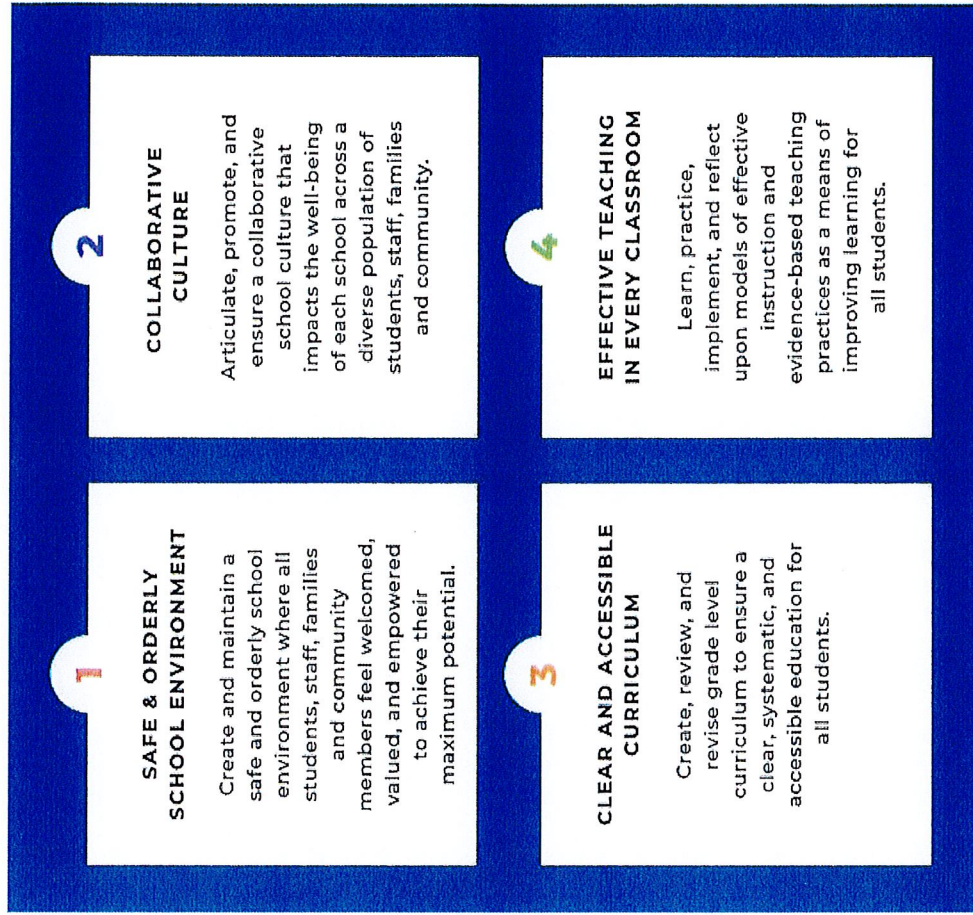 1
SAFE & ORDERLY
SCHOOL ENVIRONMENT
Create and maintain a
safe and orderly school
environment where all
students, staff, families
and community
members feel welcomed,
valued, and empowered
to achieve their
maximum potential.
2
COLLABORATIVE
CULTURE
Articulate, promote, and
ensure a collaborative
school culture that
impacts the well-being
of each school across a
diverse population of
students, staff, families
and community.
3
CLEAR AND ACCESSIBLE
CURRICULUM
Create, review, and
revise grade level
curriculum to ensure a
clear, systematic, and
accessible education for
all students.
4
EFFECTIVE TEACHING
IN EVERY CLASSROOM
Learn, practice,
implement, and reflect
upon models of effective
instruction and
evidence-based teaching
practices as a means of
improving learning for
all students.